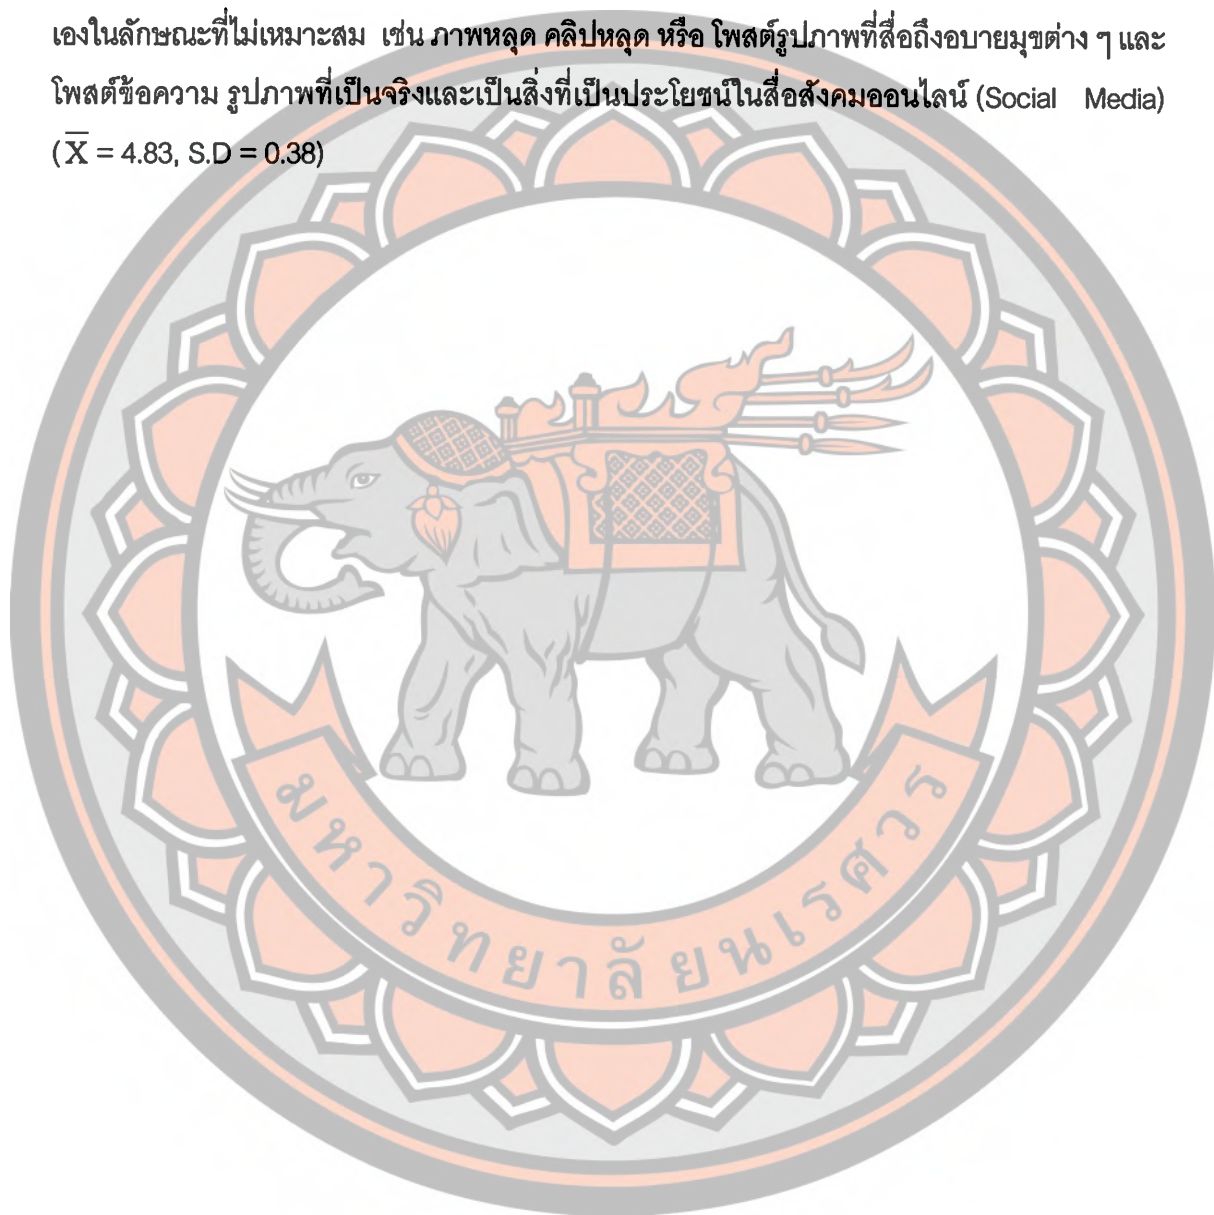 เองในลักษณะที่ไม่เหมาะสม เช่น ภาพหลุด คลิปหลุด หรือ โพสต์รูปภาพที่สื่อถึงอบายมุขต่าง ๆ และ
โพสต์ข้อความ รูปภาพที่เป็นจริงและเป็นสิ่งที่เป็นประโยชน์ในสื่อสังคมออนไลน์ (Social Media)
(X̅ = 4.83, S.D = 0.38)
มหาวิทยาลัยนเรศวร